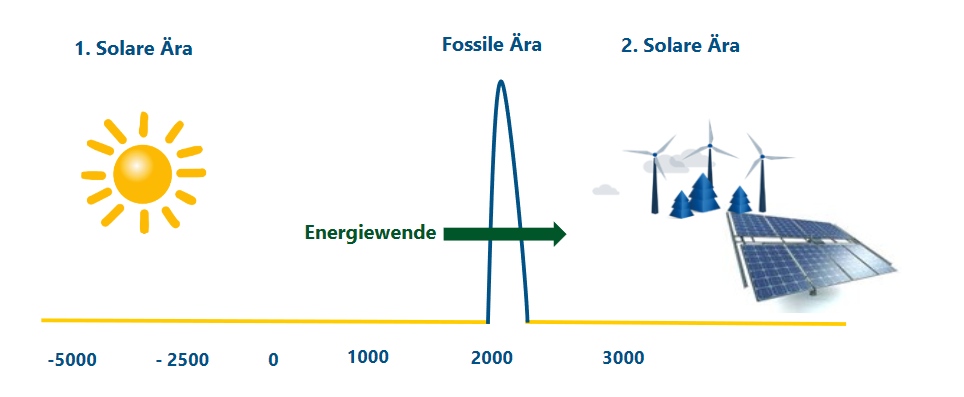 1. Solare Ära
Fossile Ära
2. Solare Ära
Energiewende
-5000
- 2500
0
1000
2000
3000